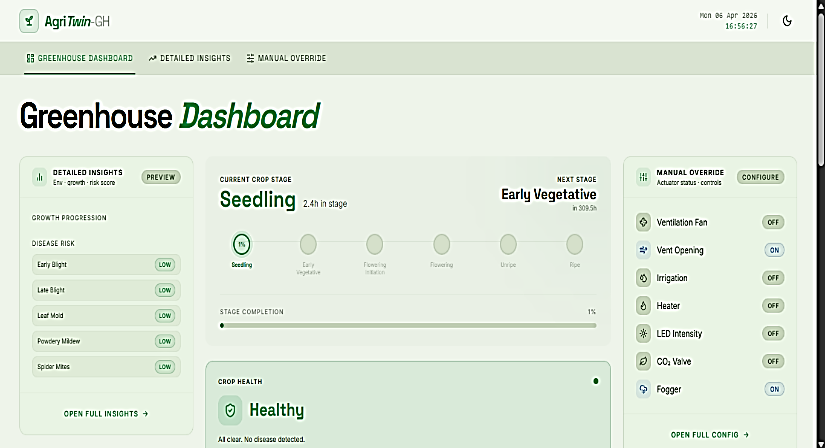 AgriTwin-GH
Mon 06 Apr 2026
16:56:27
GREENHOUSE DASHBOARD
DETAILED INSIGHTS
MANUAL OVERRIDE
Greenhouse Dashboard
DETAILED INSIGHTS
Env · growth · risk score
PREVIEW
GROWTH PROGRESSION
DISEASE RISK
Early Blight LOW
Late Blight LOW
Leaf Mold LOW
Powdery Mildew LOW
Spider Mites LOW
OPEN FULL INSIGHTS →
CURRENT CROP STAGE
Seedling 2.4h in stage
NEXT STAGE
Early Vegetative
in 309.5h
1%
Seedling
Early
Vegetative
Flowering
Initiation
Flowering
Unripe
Ripe
STAGE COMPLETION 1%
CROP HEALTH
Healthy
All clear. No disease detected.
MANUAL OVERRIDE
Actuator status · controls
CONFIGURE
Ventilation Fan OFF
Vent Opening ON
Irrigation OFF
Heater OFF
LED Intensity OFF
CO₂ Valve OFF
Fogger ON
OPEN FULL CONFIG →